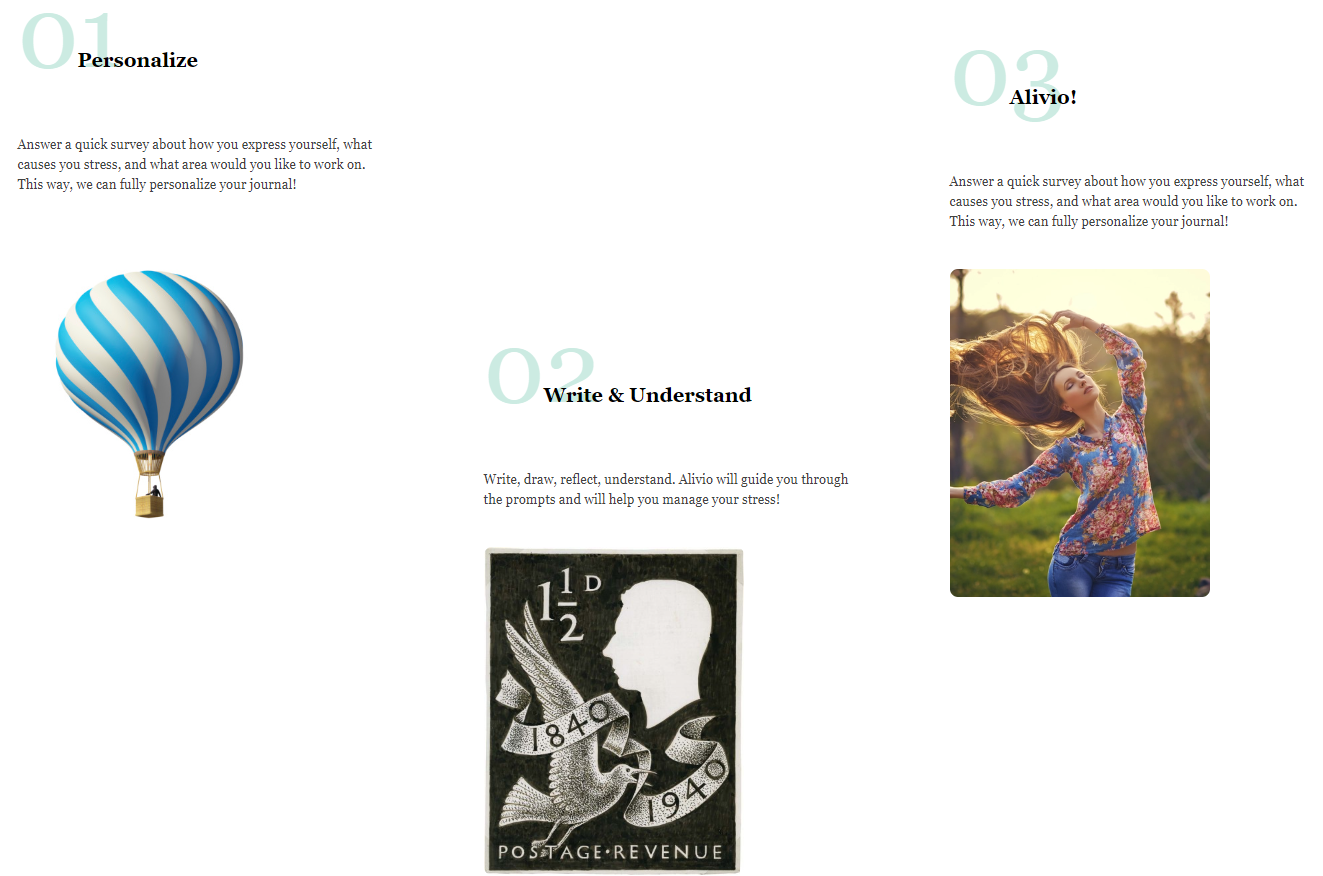 01
Personalize
Answer a quick survey about how you express yourself, what
causes you stress, and what area would you like to work on.
This way, we can fully personalize your journal!
02
Write & Understand
Write, draw, reflect, understand. Alivio will guide you through
the prompts and will help you manage your stress!
1 1/2 D
1840
1940
POSTAGE·REVENUE
03
Alivio!
Answer a quick survey about how you express yourself, what
causes you stress, and what area would you like to work on.
This way, we can fully personalize your journal!